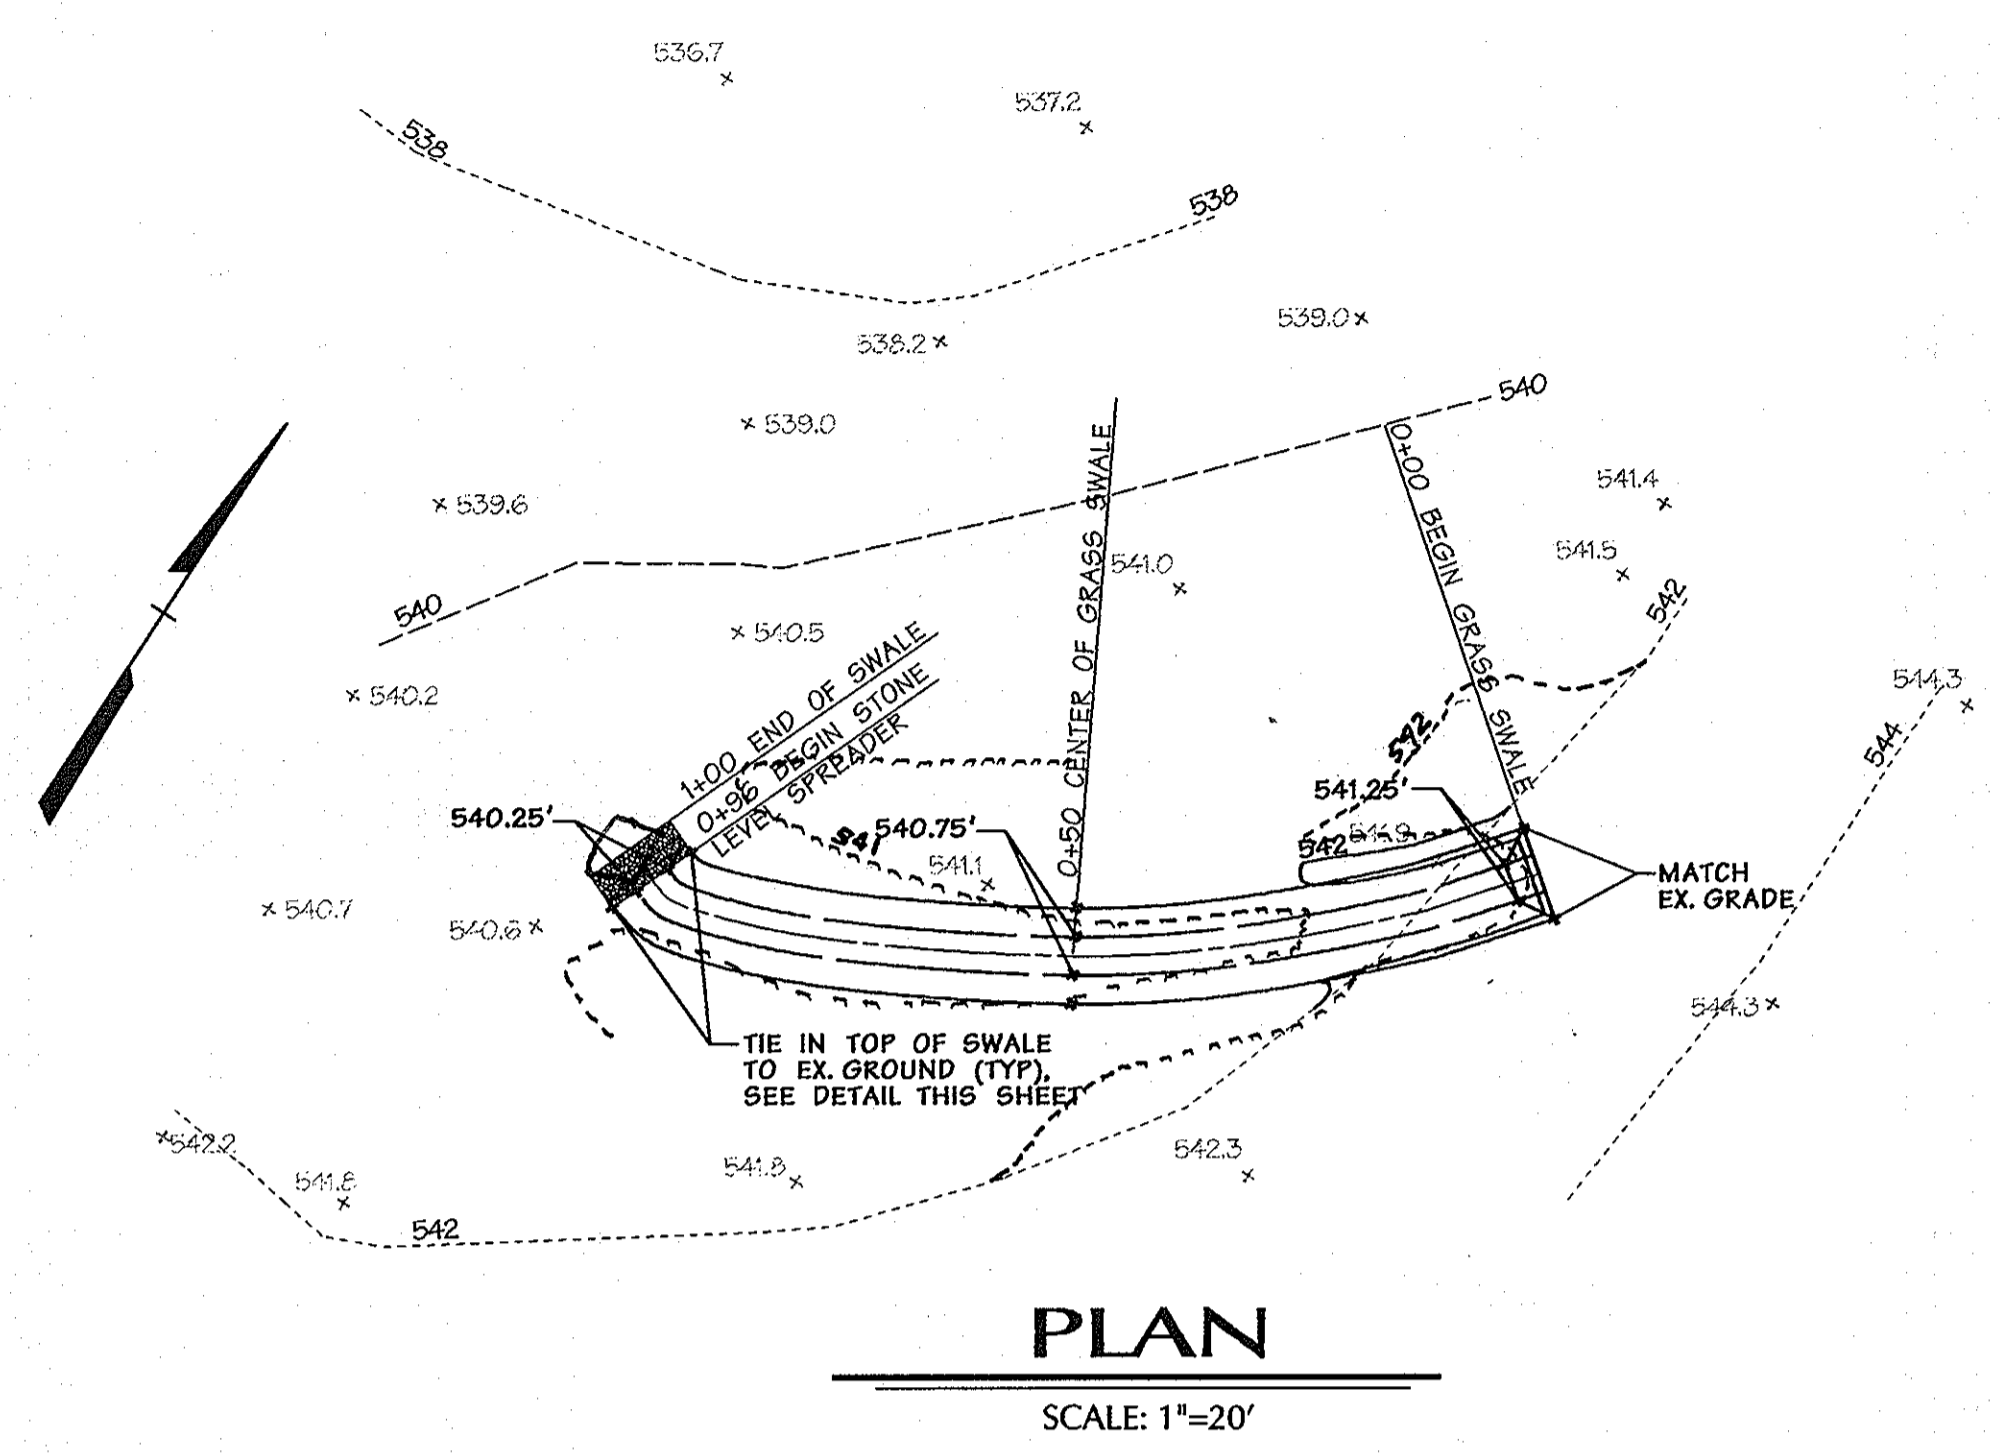 536.7
537.2
538
538
539.0
538.2
540
539.0
541.4
539.6
541.5
541.0
542
540
540.5
0+00 BEGIN GRASS SWALE
0+50 CENTER OF GRASS SWALE
544.3
540.2
1+00 END OF SWALE
0+96 BEGIN STONE
LEVEL SPREADER
542
544
541.25'
540.25'
541
540.75'
542
541.1
MATCH
EX. GRADE
540.7
540.6
544.3
TIE IN TOP OF SWALE
TO EX. GROUND (TYP),
SEE DETAIL THIS SHEET
542.2
541.8
541.8
542.3
542
PLAN
SCALE: 1"=20'